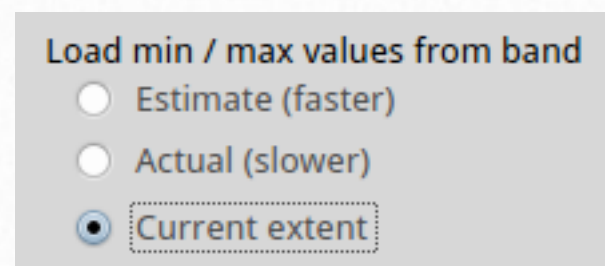 Load min / max values from band
Estimate (faster)
Actual (slower)
Current extent